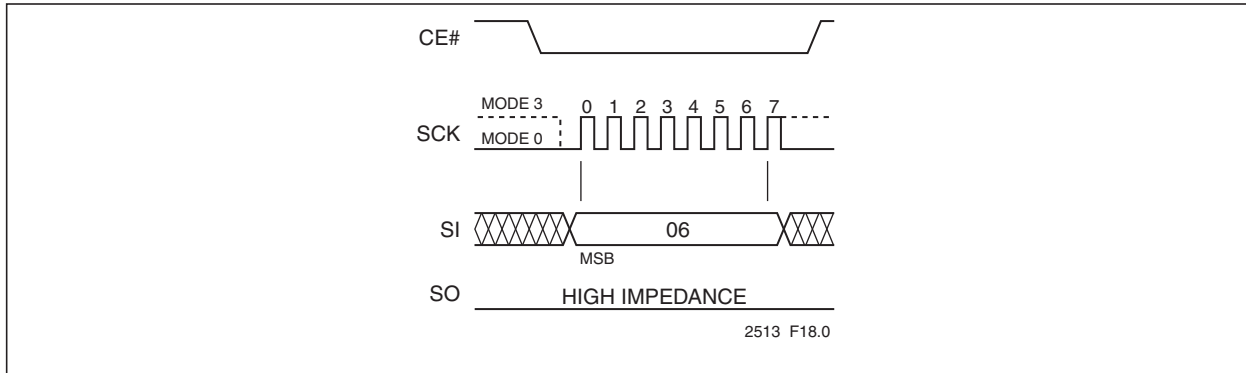 CE#
MODE 3
0 1 2 3 4 5 6 7
SCK
MODE 0
SI
06
MSB
SO
HIGH IMPEDANCE
2513 F18.0